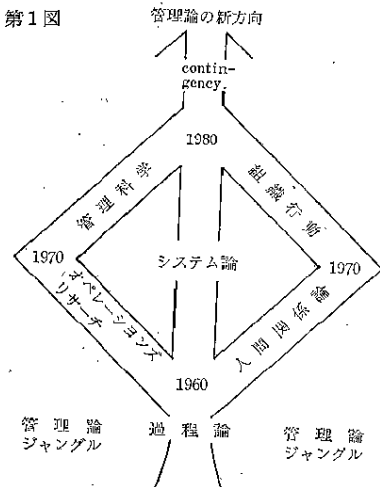 第1図
管理論の新方向
contin-
gency
1980
管理科学
組織行動
1970
システム論
1970
オペレーションズ
リサーチ
人間関係論
1960
管理論
ジャングル
過程論
管理論
ジャングル